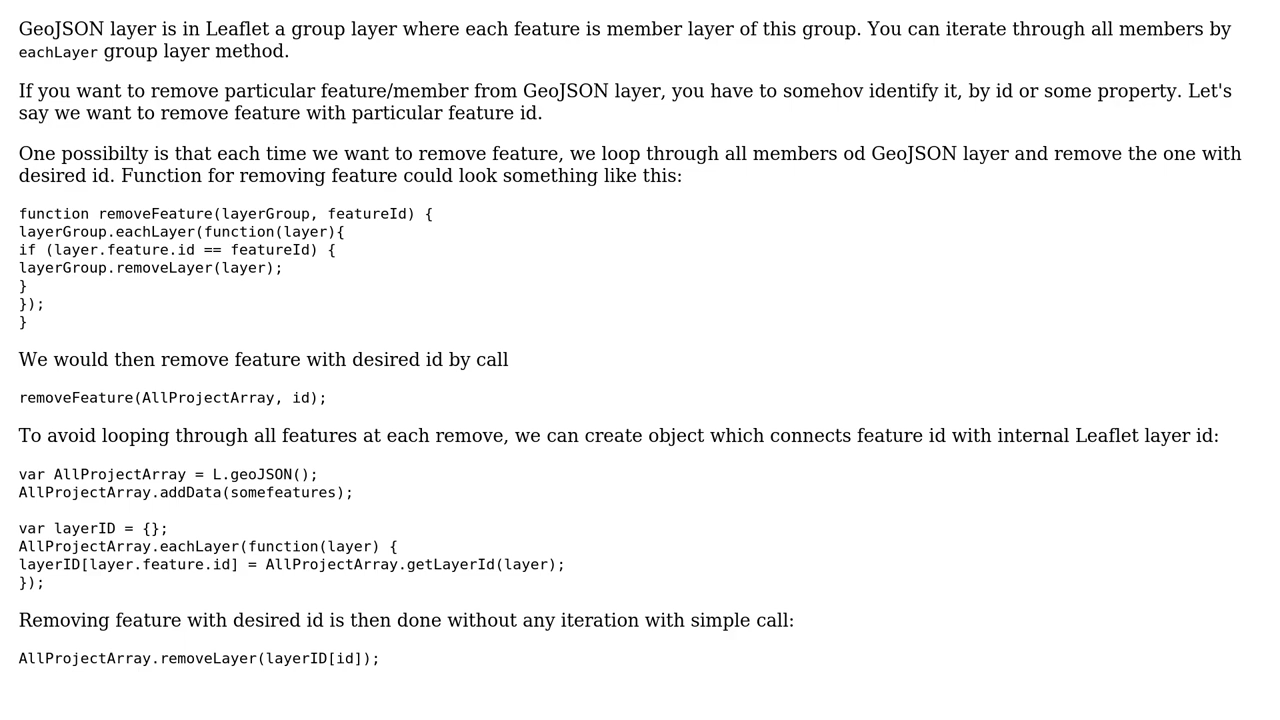 GeoJSON layer is in Leaflet a group layer where each feature is member layer of this group. You can iterate through all members by
eachLayer group layer method.
If you want to remove particular feature/member from GeoJSON layer, you have to somehov identify it, by id or some property. Let's
say we want to remove feature with particular feature id.
One possibilty is that each time we want to remove feature, we loop through all members od GeoJSON layer and remove the one with
desired id. Function for removing feature could look something like this:
function removeFeature(layerGroup, featureId) {
layerGroup.eachLayer(function(layer){
if (layer.feature.id == featureId) {
layerGroup.removeLayer(layer);
}
});
}
We would then remove feature with desired id by call
removeFeature(AllProjectArray, id);
To avoid looping through all features at each remove, we can create object which connects feature id with internal Leaflet layer id:
var AllProjectArray = L.geoJSON();
AllProjectArray.addData(somefeatures);
var layerID = {};
AllProjectArray.eachLayer(function(layer) {
layerID[layer.feature.id] = AllProjectArray.getLayerId(layer);
});
Removing feature with desired id is then done without any iteration with simple call:
AllProjectArray.removeLayer(layerID[id]);